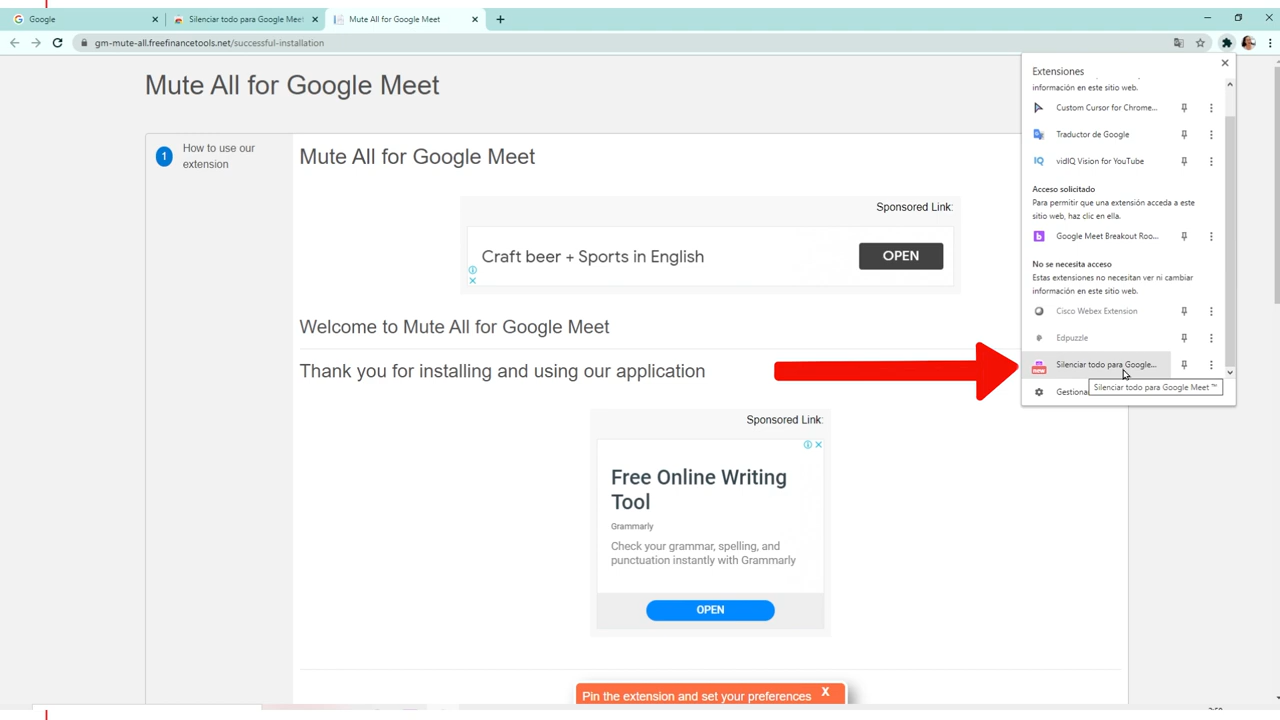 Google
Silenciar todo para Google Meet
Mute All for Google Meet
gm-mute-all.freefinancetools.net/successful-installation
Mute All for Google Meet
1
How to use our
extension
Mute All for Google Meet
Sponsored Link:
Craft beer + Sports in English
OPEN
Welcome to Mute All for Google Meet
Thank you for installing and using our application
Sponsored Link:
Free Online Writing
Tool
Grammarly
Check your grammar, spelling, and
punctuation instantly with Grammarly
OPEN
Pin the extension and set your preferences
X
Extensiones
información en este sitio web.
Custom Cursor for Chrome...
Traductor de Google
IQ
vidIQ Vision for YouTube
Acceso solicitado
Para permitir que una extensión acceda a este
sitio web, haz clic en ella.
b
Google Meet Breakout Roo...
No se necesita acceso
Estas extensiones no necesitan ver ni cambiar
información en este sitio web.
Cisco Webex Extension
Edpuzzle
NEW
Silenciar todo para Google...
Silenciar todo para Google Meet ™
Gestiona